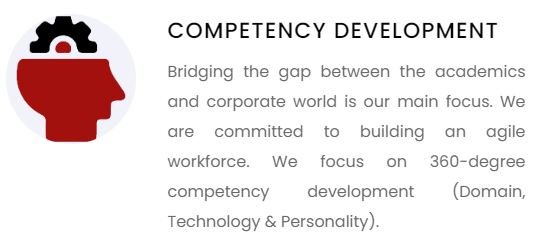 COMPETENCY DEVELOPMENT
Bridging the gap between the academics
and corporate world is our main focus. We
are committed to building an agile
workforce. We focus on 360-degree
competency development (Domain,
Technology & Personality).